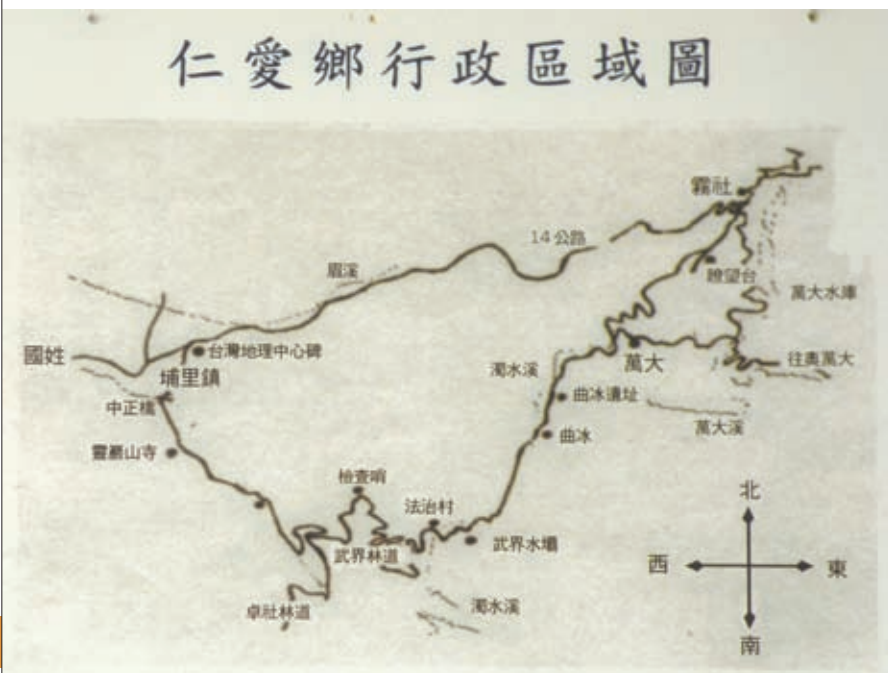 仁愛鄉行政區域圖
霧社
14公路
眉溪
瞭望台
萬大水庫
國姓
台灣地理中心碑
埔里鎮
萬大
往奧萬大
濁水溪
曲冰遺址
中正橋
萬大溪
曲冰
靈巖山寺
檢查哨
法治村
武界水壩
武界林道
卓社林道
濁水溪
北
西
東
南